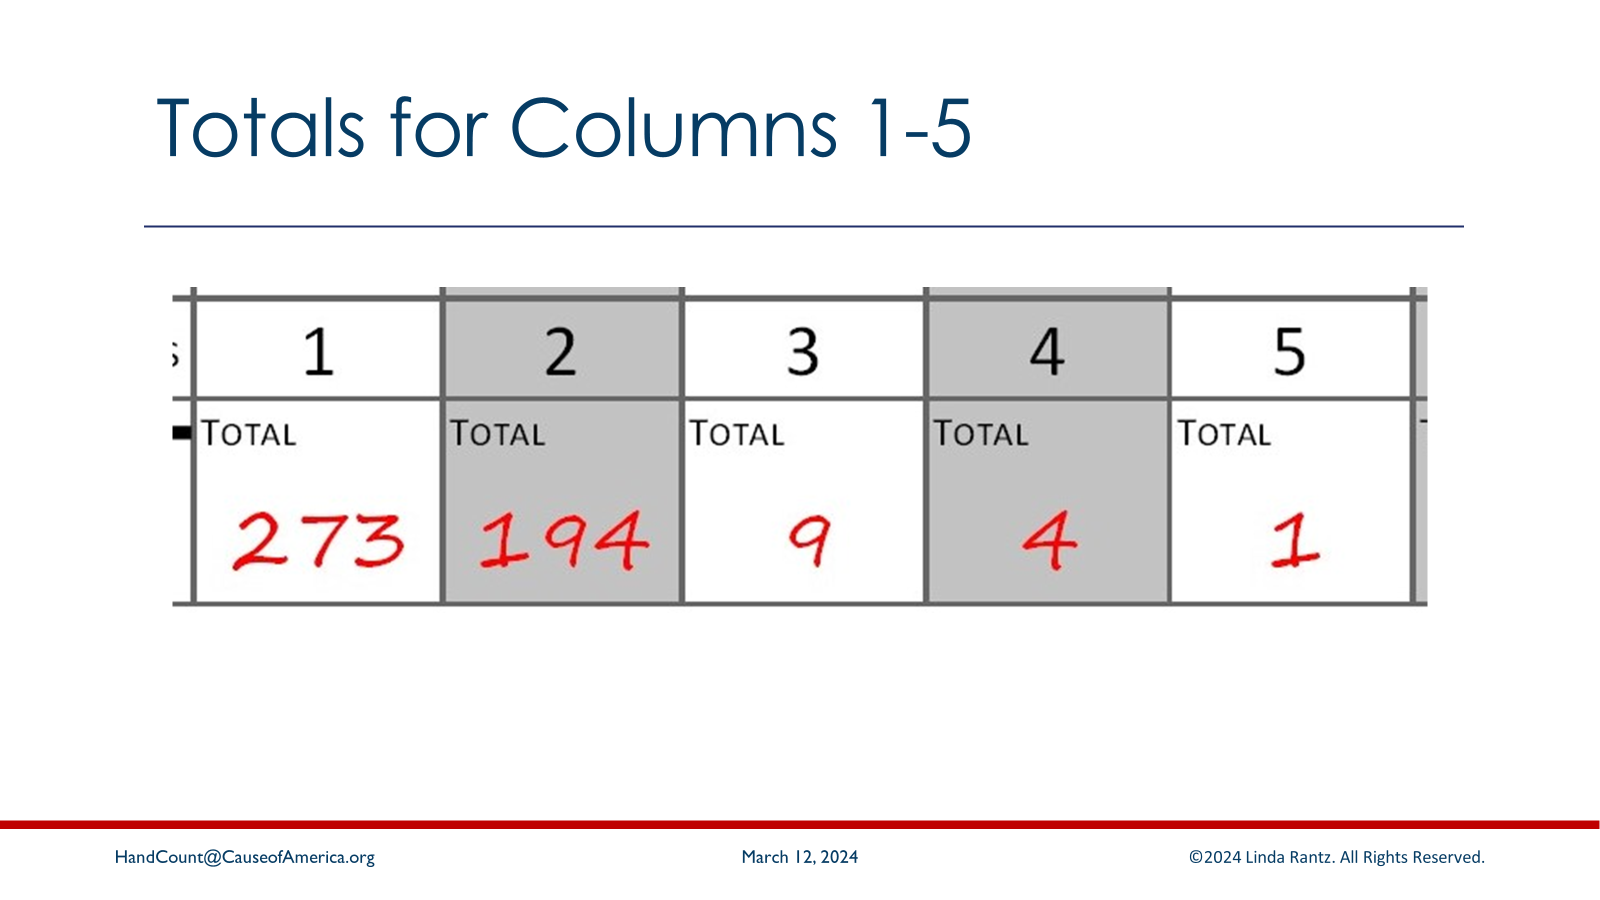 Totals for Columns 1-5
s 1 2 3 4 5
TOTAL TOTAL TOTAL TOTAL TOTAL
273 194 9 4 1
HandCount@CauseofAmerica.org March 12, 2024 ©2024 Linda Rantz. All Rights Reserved.